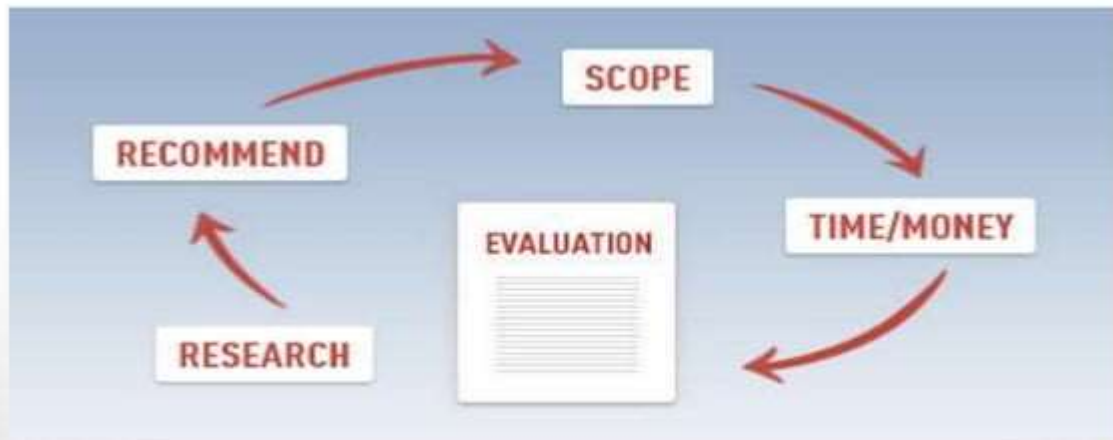 SCOPE
RECOMMEND
TIME/MONEY
EVALUATION
RESEARCH